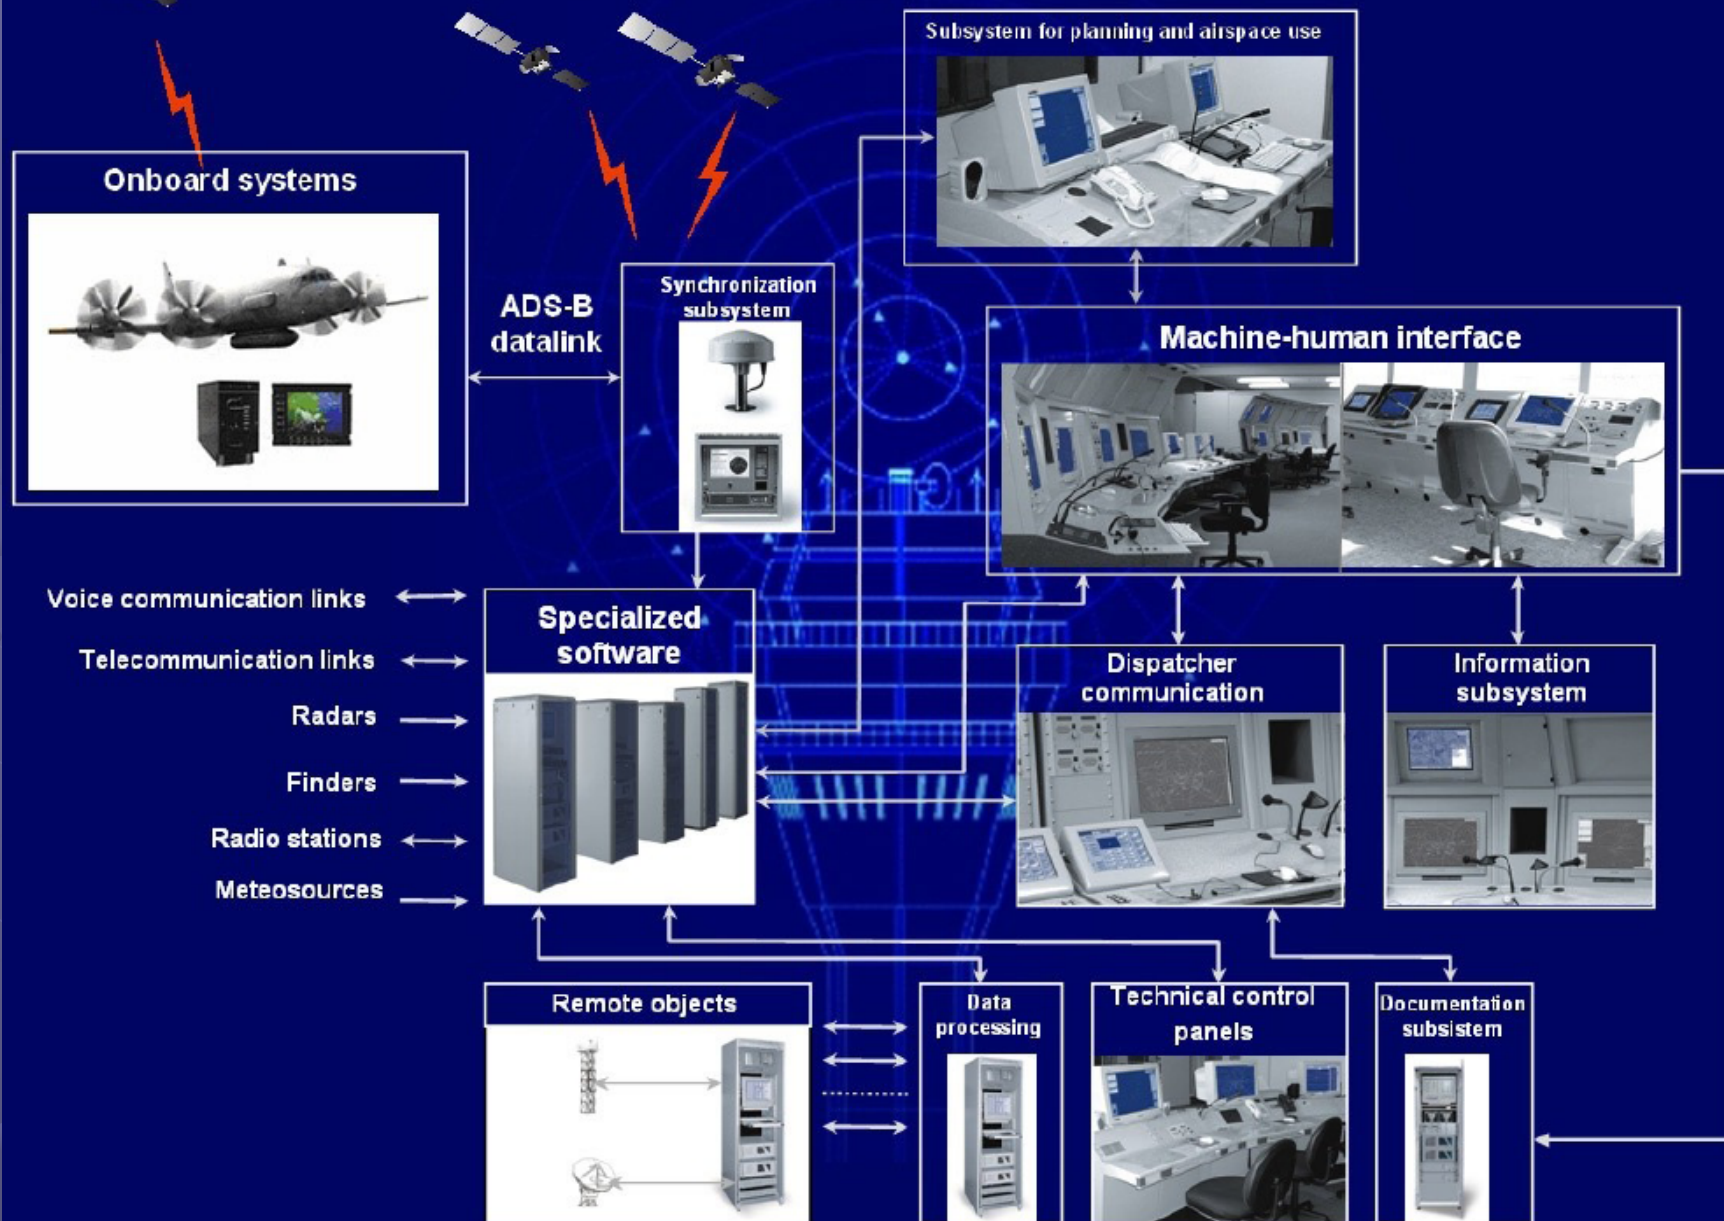 Subsystem for planning and airspace use
Onboard systems
ADS-B
datalink
Synchronization
subsystem
Machine-human interface
Voice communication links
Telecommunication links
Radars
Finders
Radio stations
Meteosources
Specialized
software
Dispatcher
communication
Information
subsystem
Remote objects
Data
processing
Technical control
panels
Documentation
subsistem